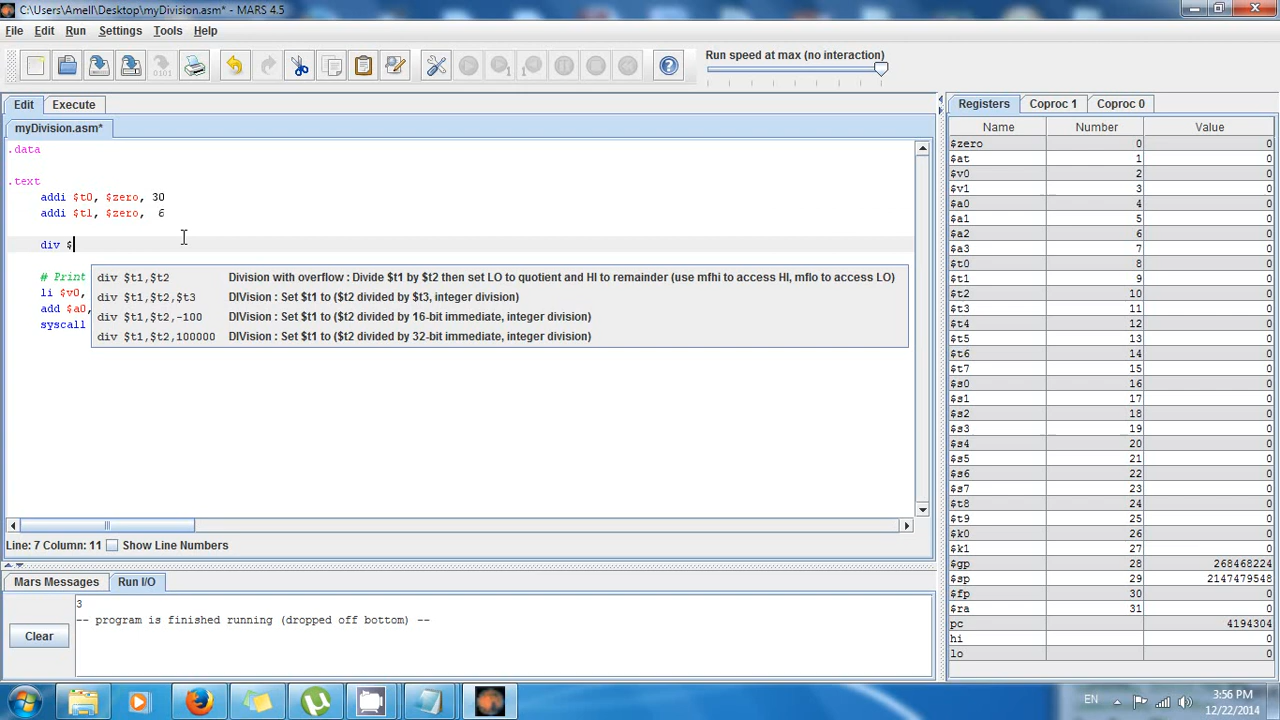 C:\Users\Amell\Desktop\myDivision.asm* - MARS 4.5
File Edit Run Settings Tools Help
Run speed at max (no interaction)
Edit Execute
myDivision.asm*
.data
.text
addi $t0, $zero, 30
addi $t1, $zero, 6
div $
# Print
li $v0,
add $a0,
syscall
div $t1,$t2 Division with overflow : Divide $t1 by $t2 then set LO to quotient and HI to remainder (use mfhi to access HI, mflo to access LO)
div $t1,$t2,$t3 DIVision : Set $t1 to ($t2 divided by $t3, integer division)
div $t1,$t2,-100 DIVision : Set $t1 to ($t2 divided by 16-bit immediate, integer division)
div $t1,$t2,100000 DIVision : Set $t1 to ($t2 divided by 32-bit immediate, integer division)
Line: 7 Column: 11 Show Line Numbers
Mars Messages Run I/O
Clear
3
-- program is finished running (dropped off bottom) --
Registers Coproc 1 Coproc 0
Name Number Value
$zero 0 0
$at 1 0
$v0 2 0
$v1 3 0
$a0 4 0
$a1 5 0
$a2 6 0
$a3 7 0
$t0 8 0
$t1 9 0
$t2 10 0
$t3 11 0
$t4 12 0
$t5 13 0
$t6 14 0
$t7 15 0
$s0 16 0
$s1 17 0
$s2 18 0
$s3 19 0
$s4 20 0
$s5 21 0
$s6 22 0
$s7 23 0
$t8 24 0
$t9 25 0
$k0 26 0
$k1 27 0
$gp 28 268468224
$sp 29 2147479548
$fp 30 0
$ra 31 0
pc 4194304
hi 0
lo 0
EN
3:56 PM
12/22/2014